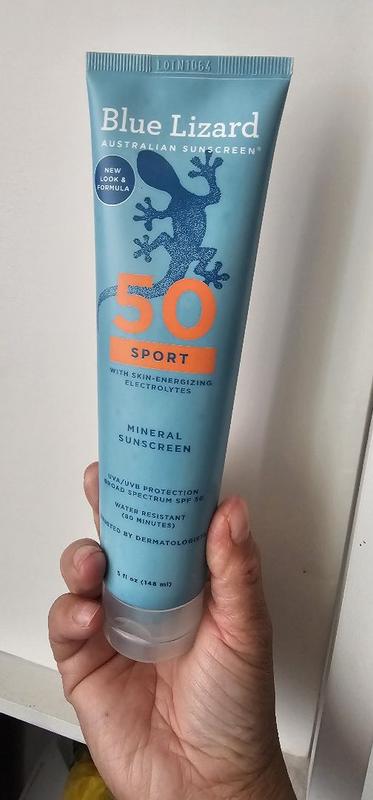 LOTN1064
Blue Lizard
AUSTRALIAN SUNSCREEN®
NEW
LOOK &
FORMULA
50
SPORT
WITH SKIN-ENERGIZING
ELECTROLYTES
MINERAL
SUNSCREEN
UVA/UVB PROTECTION
BROAD SPECTRUM SPF 50
WATER RESISTANT
(80 MINUTES)
BY DERMATOLOGISTS
5 fl oz (148 ml)